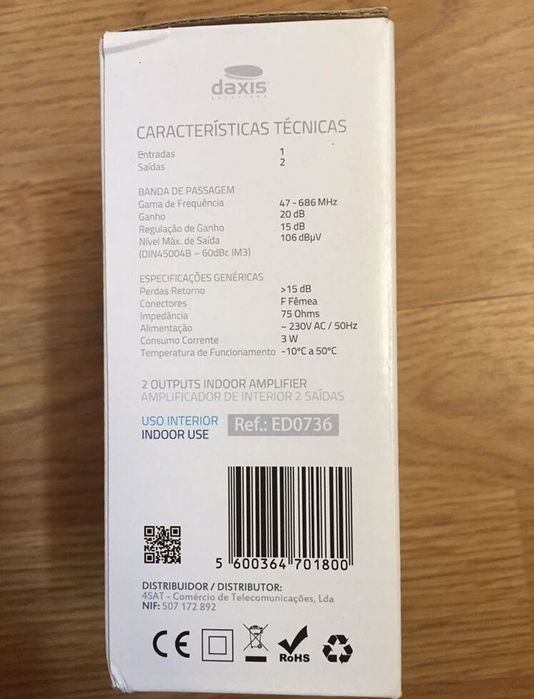 daxis
SOLUTIONS
CARACTERÍSTICAS TÉCNICAS
Entradas 1
Saídas 2
BANDA DE PASSAGEM
Gama de Frequência 47 - 686 MHz
Ganho 20 dB
Regulação de Ganho 15 dB
Nível Máx. de Saída 106 dBµV
(DIN45004B – 60dBc IM3)
ESPECIFICAÇÕES GENÉRICAS
Perdas Retorno >15 dB
Conectores F Fêmea
Impedância 75 Ohms
Alimentação ~ 230V AC / 50Hz
Consumo Corrente 3 W
Temperatura de Funcionamento -10ºC a 50ºC
2 OUTPUTS INDOOR AMPLIFIER
AMPLIFICADOR DE INTERIOR 2 SAÍDAS
USO INTERIOR
INDOOR USE
Ref.: ED0736
5 600364 701800
DISTRIBUIDOR / DISTRIBUTOR:
4SAT - Comércio de Telecomunicações, Lda
NIF: 507 172 892
CE
RoHS